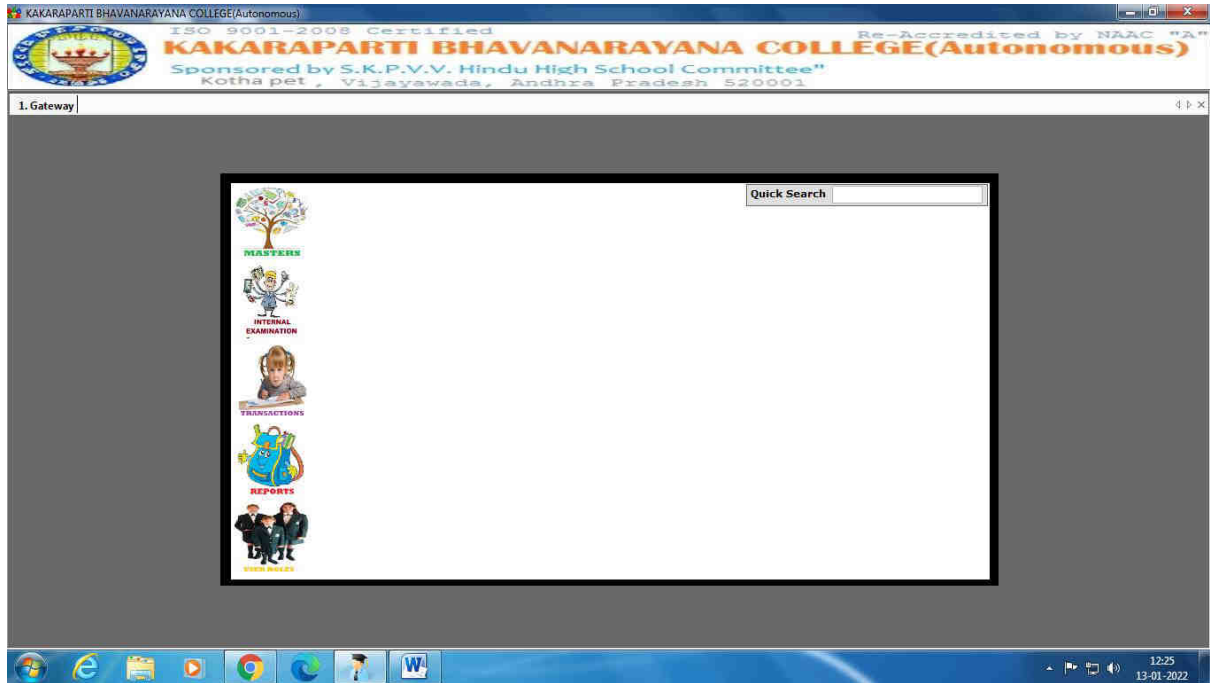 KAKARAPARTI BHAVANARAYANA COLLEGE(Autonomous)
ISO 9001-2008 Certified
Re-Accredited by NAAC "A"
KAKARAPARTI BHAVANARAYANA COLLEGE(Autonomous)
Sponsored by S.K.P.V.V. Hindu High School Committee"
Kotha pet , Vijayawada, Andhra Pradesh 520001
1. Gateway
Quick Search
MASTERS
INTERNAL
EXAMINATION
TRANSACTIONS
REPORTS
USER ROLES
12:25
13-01-2022